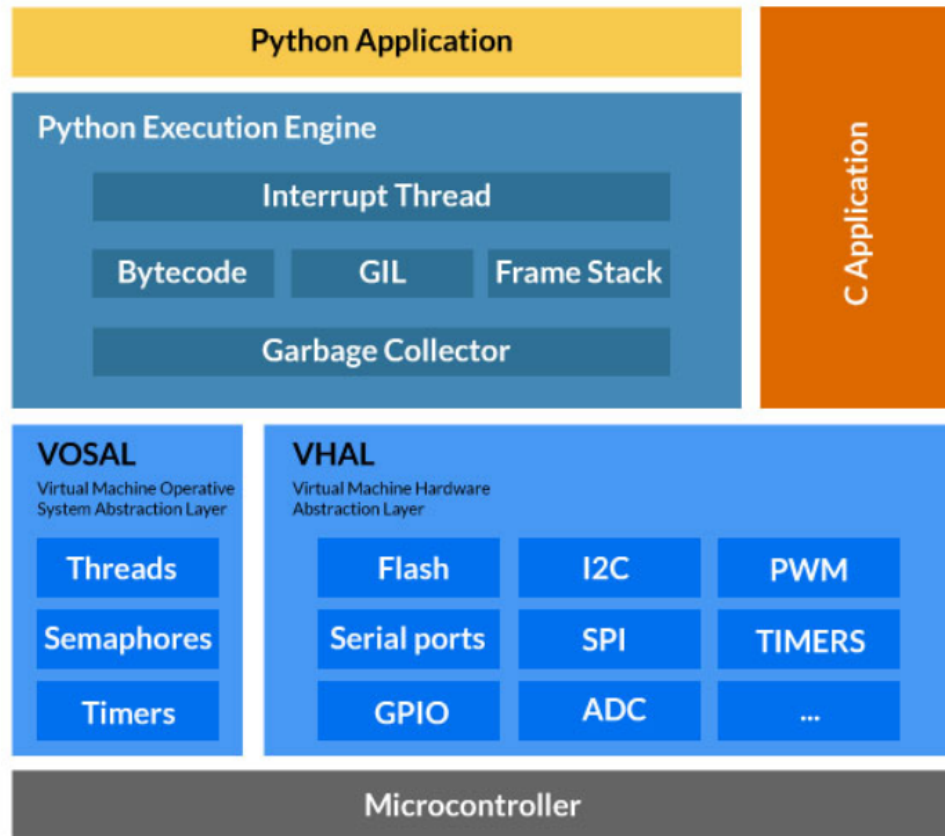 Python Application
C Application
Python Execution Engine
Interrupt Thread
Bytecode
GIL
Frame Stack
Garbage Collector
VOSAL
Virtual Machine Operative
System Abstraction Layer
Threads
Semaphores
Timers
VHAL
Virtual Machine Hardware
Abstraction Layer
Flash
I2C
PWM
Serial ports
SPI
TIMERS
GPIO
ADC
...
Microcontroller